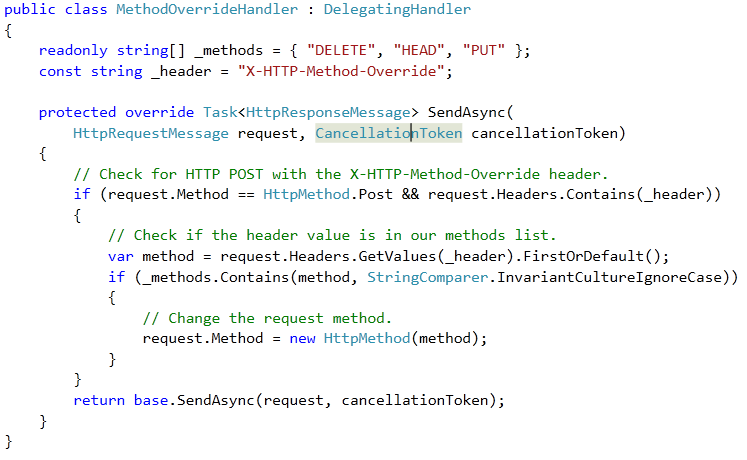 public class MethodOverrideHandler : DelegatingHandler
{
    readonly string[] _methods = { "DELETE", "HEAD", "PUT" };
    const string _header = "X-HTTP-Method-Override";

    protected override Task<HttpResponseMessage> SendAsync(
        HttpRequestMessage request, CancellationToken cancellationToken)
    {
        // Check for HTTP POST with the X-HTTP-Method-Override header.
        if (request.Method == HttpMethod.Post && request.Headers.Contains(_header))
        {
            // Check if the header value is in our methods list.
            var method = request.Headers.GetValues(_header).FirstOrDefault();
            if (_methods.Contains(method, StringComparer.InvariantCultureIgnoreCase))
            {
                // Change the request method.
                request.Method = new HttpMethod(method);
            }
        }
        return base.SendAsync(request, cancellationToken);
    }
}